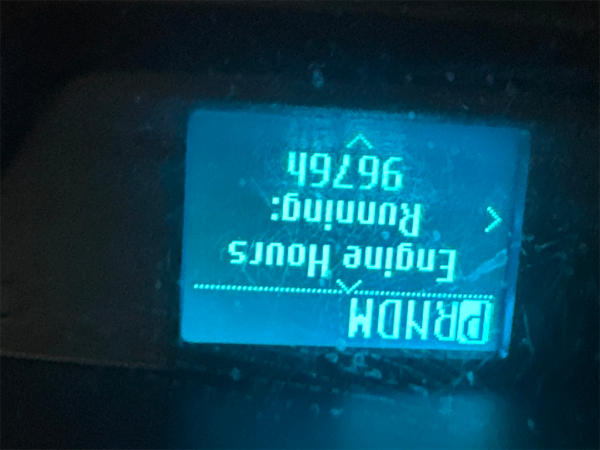 PRNDM
Engine Hours
Running:
9676h